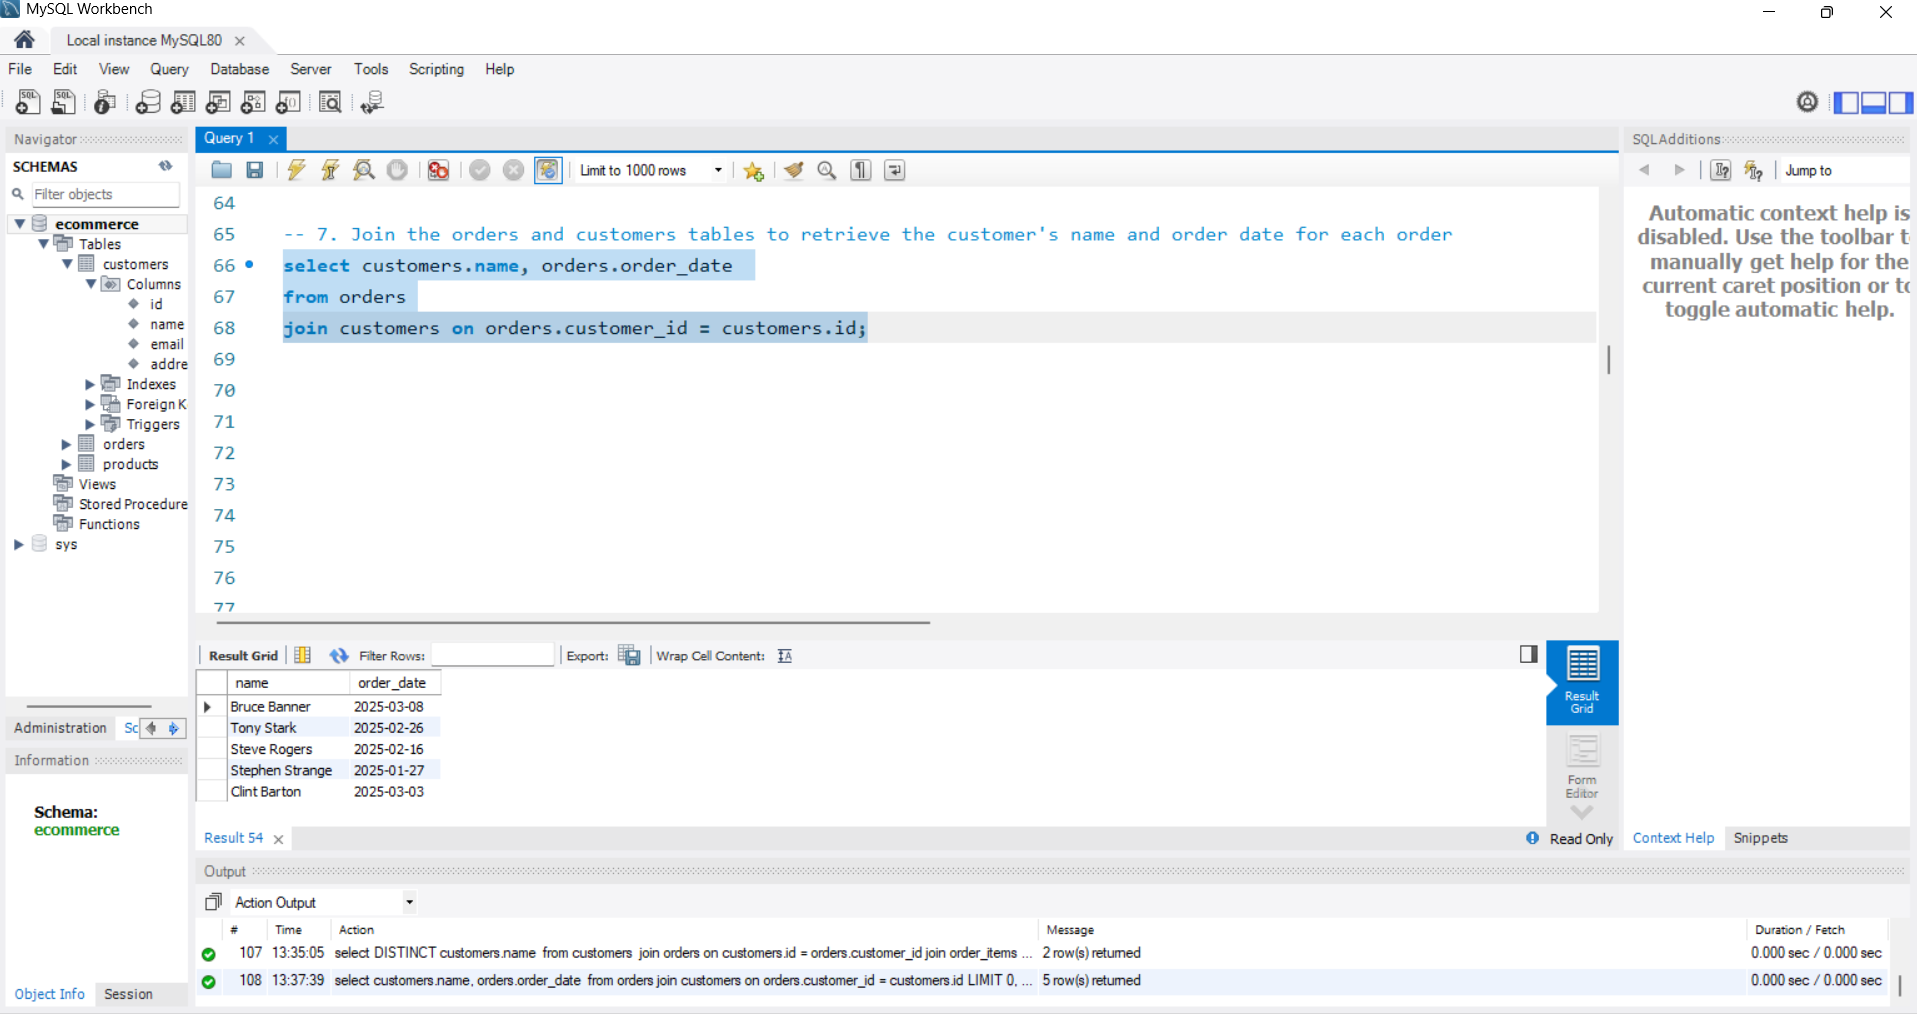 MySQL Workbench
Local instance MySQL80
File Edit View Query Database Server Tools Scripting Help
Navigator
SCHEMAS
Filter objects
ecommerce
Tables
customers
Columns
id
name
email
addre
Indexes
Foreign K
Triggers
orders
products
Views
Stored Procedure
Functions
sys
Administration Sc
Information
Schema:
ecommerce
Object Info Session
Query 1
Limit to 1000 rows
64
65 -- 7. Join the orders and customers tables to retrieve the customer's name and order date for each order
66 select customers.name, orders.order_date
67 from orders
68 join customers on orders.customer_id = customers.id;
69
70
71
72
73
74
75
76
77
Result Grid Filter Rows: Export: Wrap Cell Content:
name order_date
Bruce Banner 2025-03-08
Tony Stark 2025-02-26
Steve Rogers 2025-02-16
Stephen Strange 2025-01-27
Clint Barton 2025-03-03
Result
Grid
Form
Editor
Result 54
Read Only
SQLAdditions
Jump to
Automatic context help is
disabled. Use the toolbar t
manually get help for the
current caret position or to
toggle automatic help.
Context Help Snippets
Output
Action Output
# Time Action Message Duration / Fetch
107 13:35:05 select DISTINCT customers.name from customers join orders on customers.id = orders.customer_id join order_items ... 2 row(s) returned 0.000 sec / 0.000 sec
108 13:37:39 select customers.name, orders.order_date from orders join customers on orders.customer_id = customers.id LIMIT 0, ... 5 row(s) returned 0.000 sec / 0.000 sec